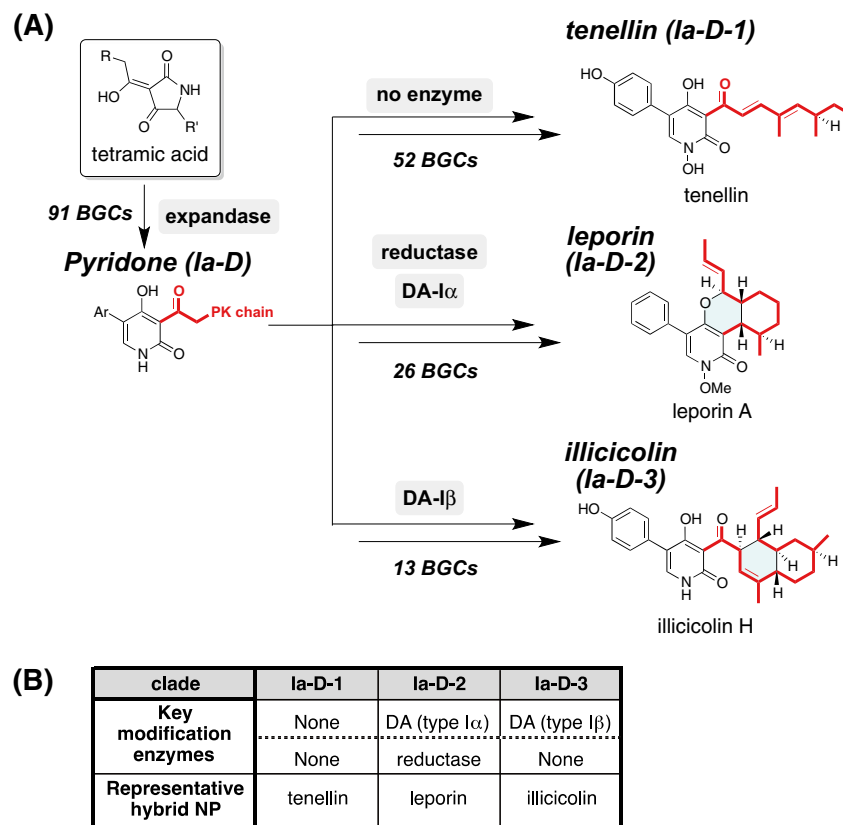 (A)
R
O
NH
HO
O
R'
tetramic acid
91 BGCs
expandase
Pyridone (Ia-D)
OH
O
Ar
PK chain
N
H
O
no enzyme
52 BGCs
reductase
DA-Iα
26 BGCs
DA-Iβ
13 BGCs
tenellin (Ia-D-1)
HO
OH
O
N
O
OH
H
tenellin
leporin
(Ia-D-2)
H
H
O
H
H
N
O
OMe
leporin A
illicicolin
(Ia-D-3)
HO
OH
O
H
H
H
N
H
O
H
H
illicicolin H
(B)
clade Ia-D-1 Ia-D-2 Ia-D-3
Key modification enzymes None DA (type Iα) DA (type Iβ)
None reductase None
Representative hybrid NP tenellin leporin illicicolin